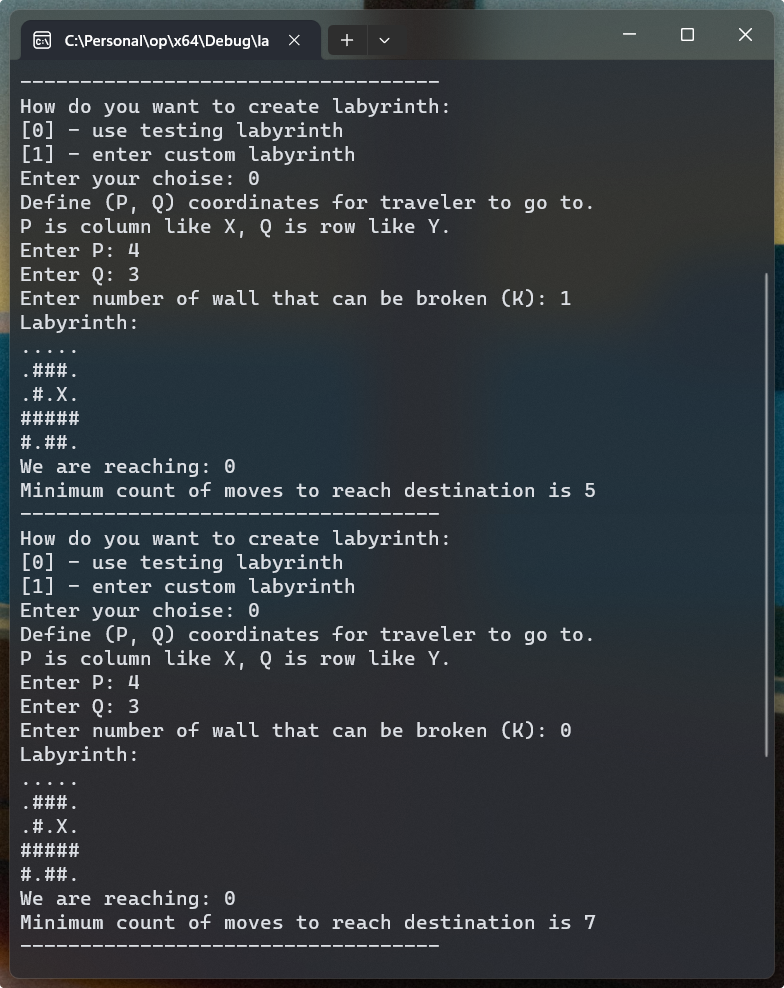 C:\Personal\op\x64\Debug\la
-----------------------------------
How do you want to create labyrinth:
[0] - use testing labyrinth
[1] - enter custom labyrinth
Enter your choise: 0
Define (P, Q) coordinates for traveler to go to.
P is column like X, Q is row like Y.
Enter P: 4
Enter Q: 3
Enter number of wall that can be broken (K): 1
Labyrinth:
.....
.###.
.#.X.
#####
#.##.
We are reaching: 0
Minimum count of moves to reach destination is 5
-----------------------------------
How do you want to create labyrinth:
[0] - use testing labyrinth
[1] - enter custom labyrinth
Enter your choise: 0
Define (P, Q) coordinates for traveler to go to.
P is column like X, Q is row like Y.
Enter P: 4
Enter Q: 3
Enter number of wall that can be broken (K): 0
Labyrinth:
.....
.###.
.#.X.
#####
#.##.
We are reaching: 0
Minimum count of moves to reach destination is 7
-----------------------------------